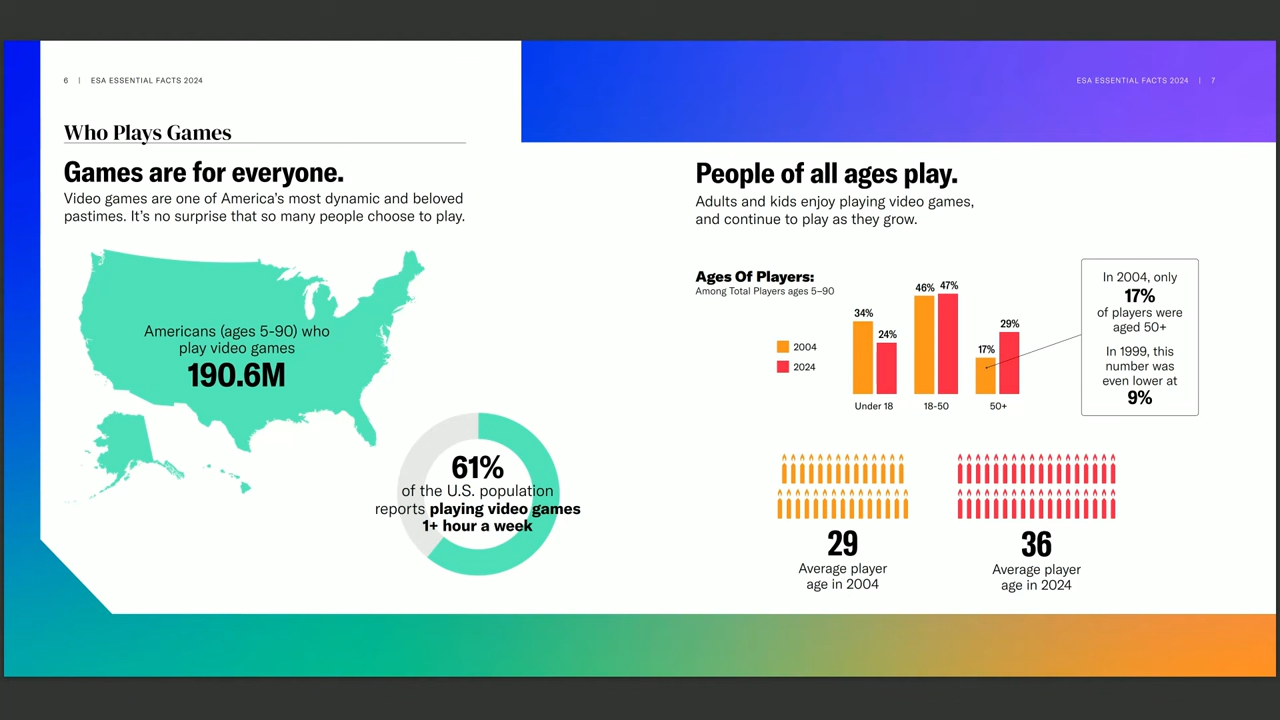 6 | ESA ESSENTIAL FACTS 2024
Who Plays Games
Games are for everyone.
Video games are one of America's most dynamic and beloved
pastimes. It's no surprise that so many people choose to play.
Americans (ages 5-90) who
play video games
190.6M
61%
of the U.S. population
reports playing video games
1+ hour a week
ESA ESSENTIAL FACTS 2024 | 7
People of all ages play.
Adults and kids enjoy playing video games,
and continue to play as they grow.
Ages Of Players:
Among Total Players ages 5–90
2004
2024
34%
24%
46%
47%
17%
29%
Under 18
18-50
50+
In 2004, only
17%
of players were
aged 50+
In 1999, this
number was
even lower at
9%
29
Average player
age in 2004
36
Average player
age in 2024